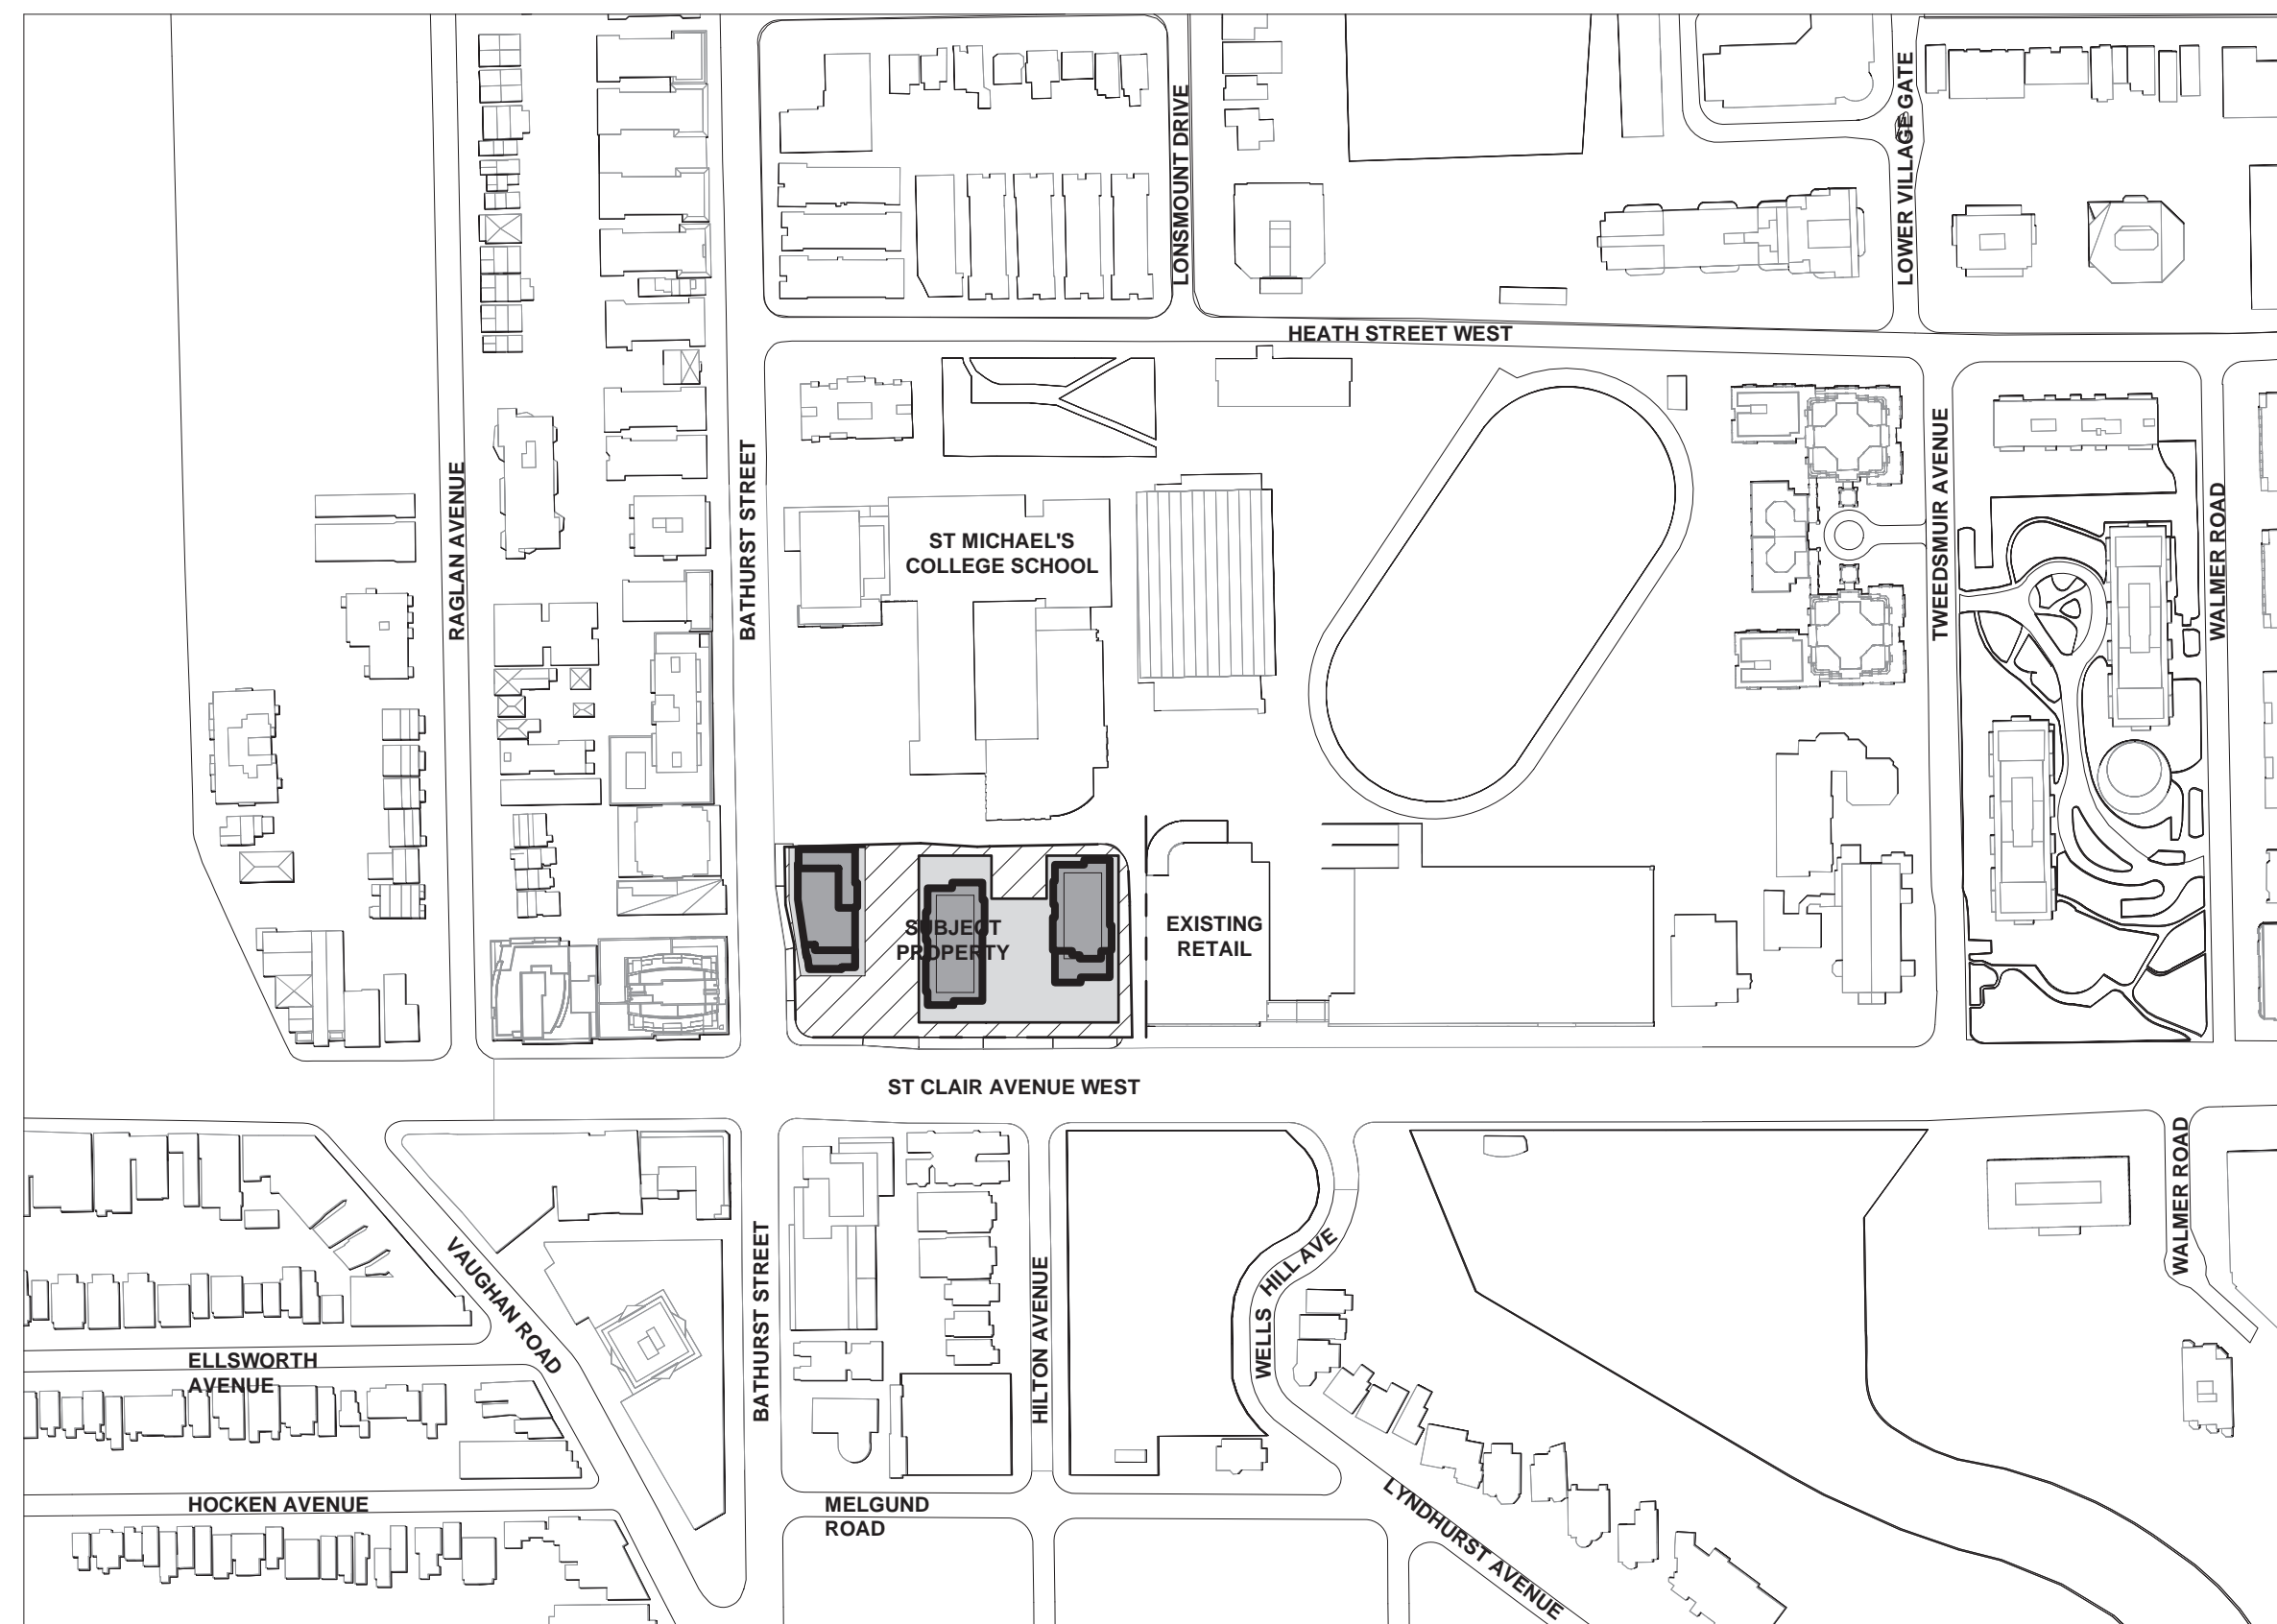 LONSMOUNT DRIVE
LOWER VILLAGE GATE
HEATH STREET WEST
RAGLAN AVENUE
BATHURST STREET
ST MICHAEL'S
COLLEGE SCHOOL
TWEEDSMUIR AVENUE
WALMER ROAD
SUBJECT
PROPERTY
EXISTING
RETAIL
ST CLAIR AVENUE WEST
VAUGHAN ROAD
BATHURST STREET
HILTON AVENUE
WELLS HILL AVE
WALMER ROAD
ELLSWORTH
AVENUE
HOCKEN AVENUE
MELGUND
ROAD
LYNDHURST AVENUE